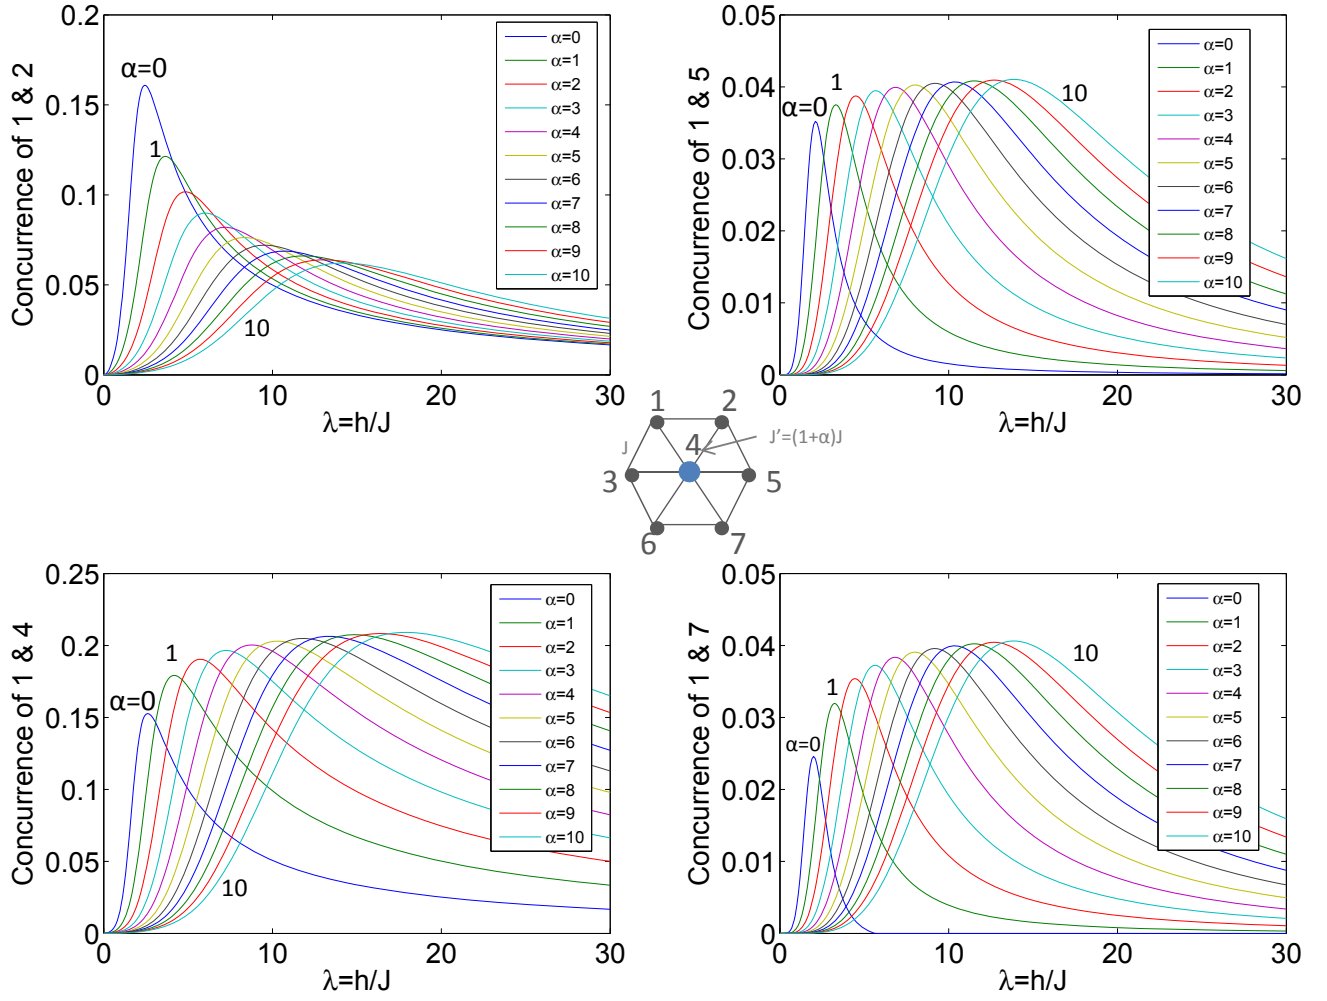 Concurrence of 1 & 2
0.2
0.15
0.1
0.05
0
0
10
20
30
λ=h/J
α=0
1
10
α=0
α=1
α=2
α=3
α=4
α=5
α=6
α=7
α=8
α=9
α=10
Concurrence of 1 & 5
0.05
0.04
0.03
0.02
0.01
0
0
10
20
30
λ=h/J
α=0
1
10
α=0
α=1
α=2
α=3
α=4
α=5
α=6
α=7
α=8
α=9
α=10
1
2
J
4
J'=(1+α)J
3
5
6
7
Concurrence of 1 & 4
0.25
0.2
0.15
0.1
0.05
0
0
10
20
30
λ=h/J
α=0
1
10
α=0
α=1
α=2
α=3
α=4
α=5
α=6
α=7
α=8
α=9
α=10
Concurrence of 1 & 7
0.05
0.04
0.03
0.02
0.01
0
0
10
20
30
λ=h/J
α=0
1
10
α=0
α=1
α=2
α=3
α=4
α=5
α=6
α=7
α=8
α=9
α=10